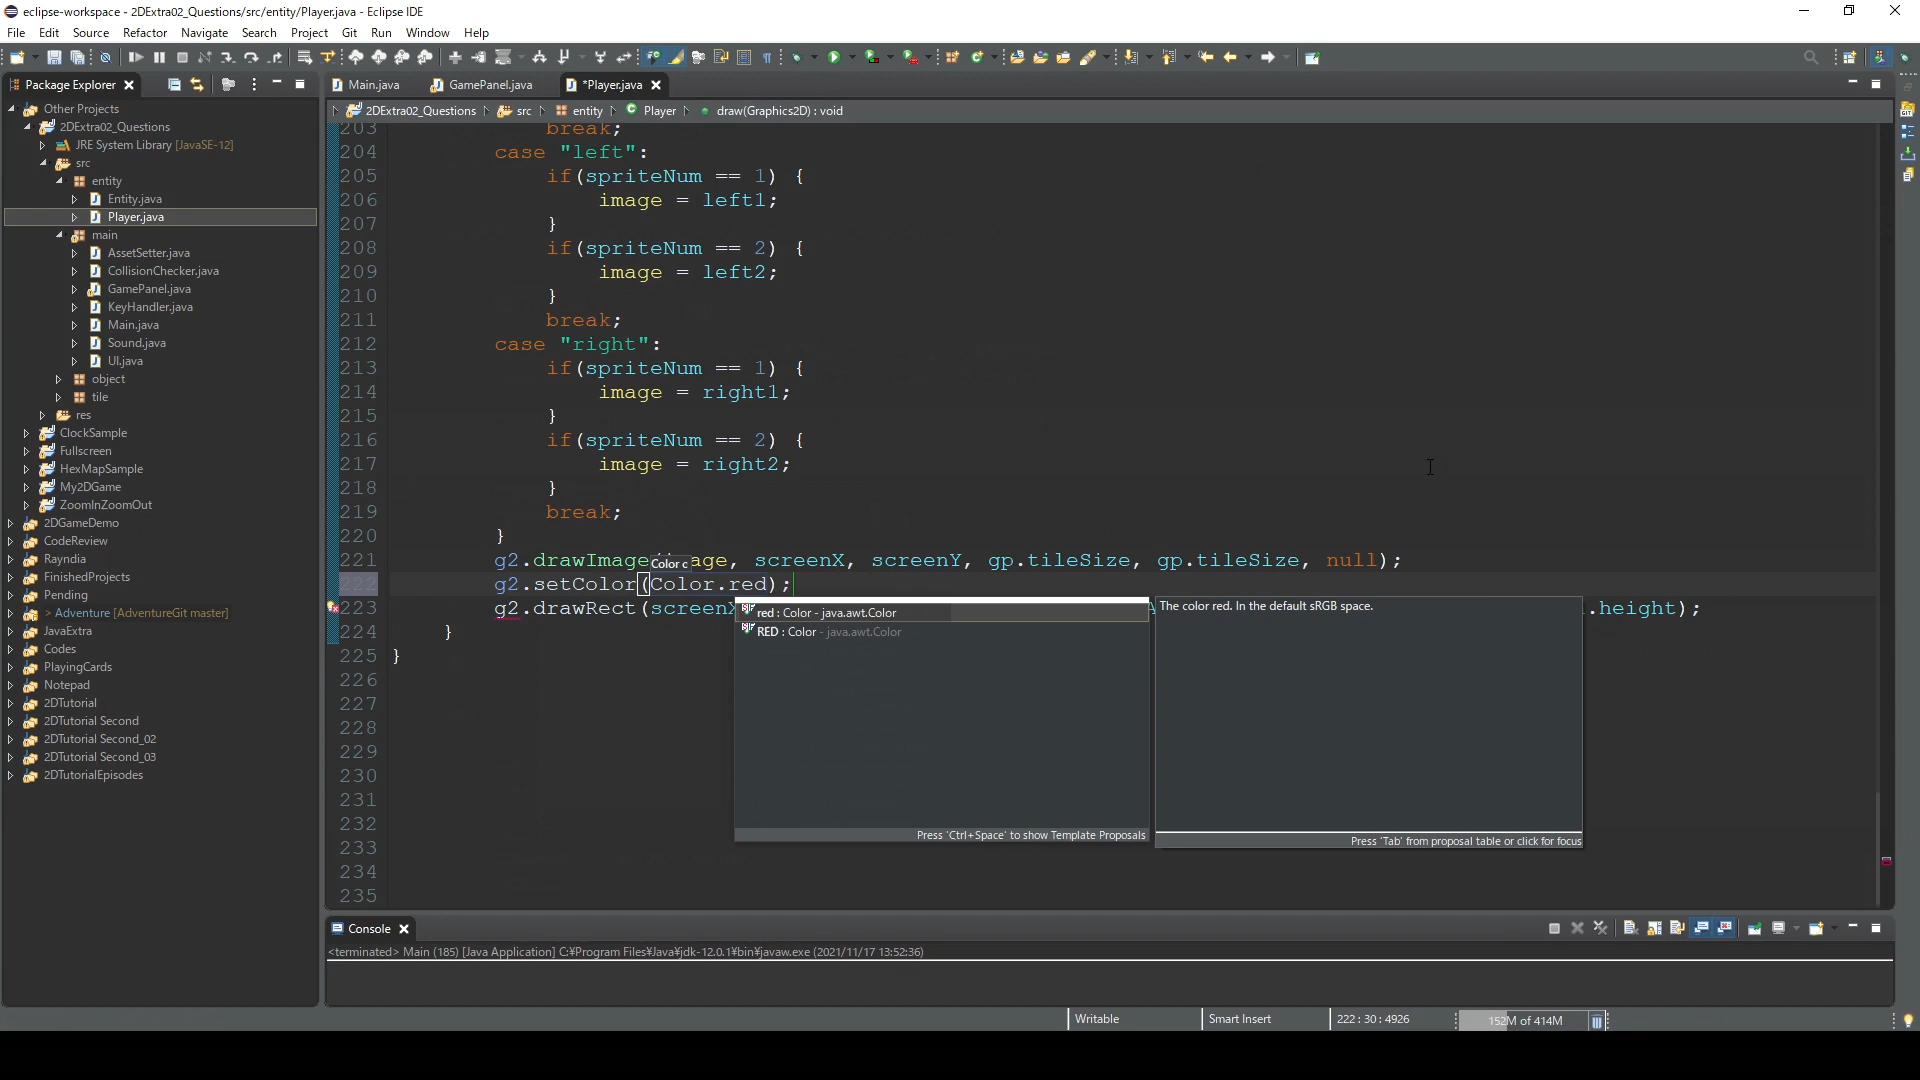 eclipse-workspace - 2DExtra02_Questions/src/entity/Player.java - Eclipse IDE
File Edit Source Refactor Navigate Search Project Git Run Window Help
Package Explorer
Main.java GamePanel.java *Player.java
2DExtra02_Questions src entity Player draw(Graphics2D) : void
Other Projects
2DExtra02_Questions
JRE System Library [JavaSE-12]
src
entity
Entity.java
Player.java
main
AssetSetter.java
CollisionChecker.java
GamePanel.java
KeyHandler.java
Main.java
Sound.java
UI.java
object
tile
res
ClockSample
Fullscreen
HexMapSample
My2DGame
ZoomInZoomOut
2DGameDemo
CodeReview
Rayndia
FinishedProjects
Pending
> Adventure [AdventureGit master]
JavaExtra
Codes
PlayingCards
Notepad
2DTutorial
2DTutorial Second
2DTutorial Second_02
2DTutorial Second_03
2DTutorialEpisodes
203 break;
204 case "left":
205 if(spriteNum == 1) {
206 image = left1;
207 }
208 if(spriteNum == 2) {
209 image = left2;
210 }
211 break;
212 case "right":
213 if(spriteNum == 1) {
214 image = right1;
215 }
216 if(spriteNum == 2) {
217 image = right2;
218 }
219 break;
220 }
221 g2.drawImage age, screenX, screenY, gp.tileSize, gp.tileSize, null);
Color c
222 g2.setColor(Color.red);
223 g2.drawRect(screenX .height);
224 }
225 }
226
227
228
229
230
231
232
233
234
235
red : Color - java.awt.Color
RED : Color - java.awt.Color
Press 'Ctrl+Space' to show Template Proposals
The color red. In the default sRGB space.
Press 'Tab' from proposal table or click for focus
Console
<terminated> Main (185) [Java Application] C:¥Program Files¥Java¥jdk-12.0.1¥bin¥javaw.exe (2021/11/17 13:52:36)
Writable Smart Insert 222 : 30 : 4926 152M of 414M